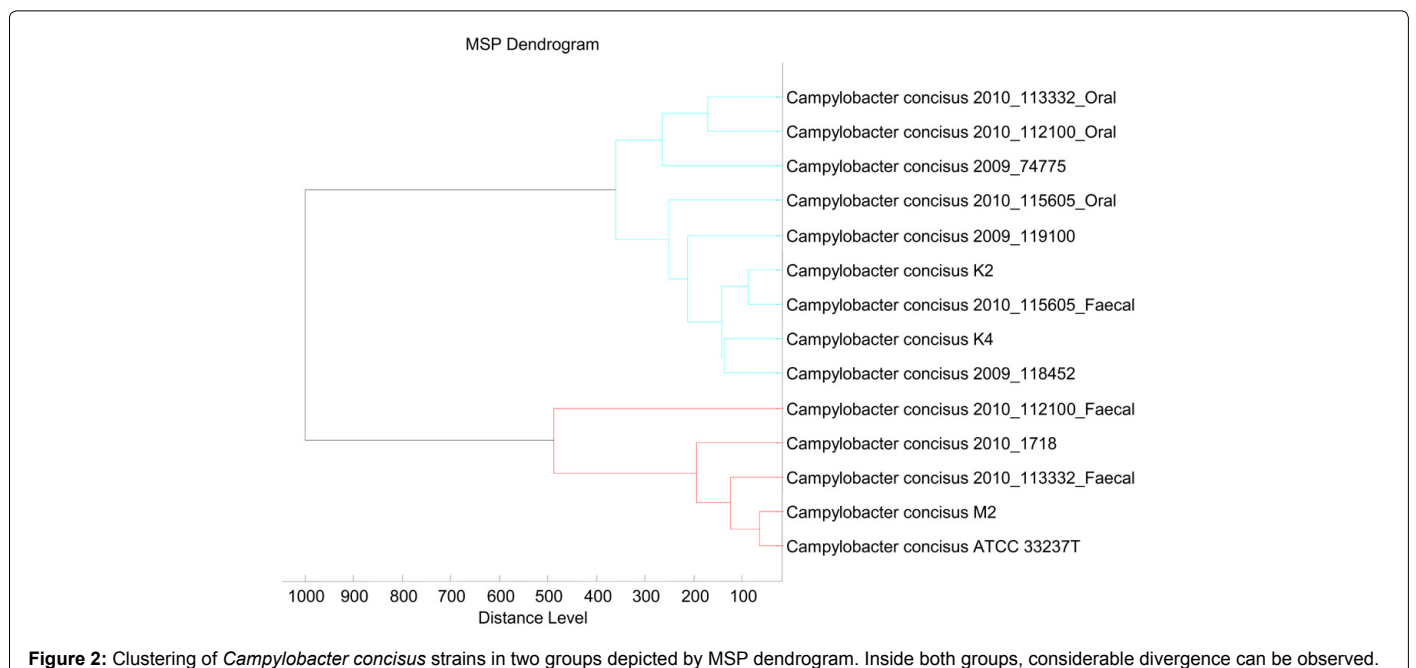 MSP Dendrogram
Campylobacter concisus 2010_113332_Oral
Campylobacter concisus 2010_112100_Oral
Campylobacter concisus 2009_74775
Campylobacter concisus 2010_115605_Oral
Campylobacter concisus 2009_119100
Campylobacter concisus K2
Campylobacter concisus 2010_115605_Faecal
Campylobacter concisus K4
Campylobacter concisus 2009_118452
Campylobacter concisus 2010_112100_Faecal
Campylobacter concisus 2010_1718
Campylobacter concisus 2010_113332_Faecal
Campylobacter concisus M2
Campylobacter concisus ATCC 33237T
1000 900 800 700 600 500 400 300 200 100
Distance Level
Figure 2: Clustering of Campylobacter concisus strains in two groups depicted by MSP dendrogram. Inside both groups, considerable divergence can be observed.